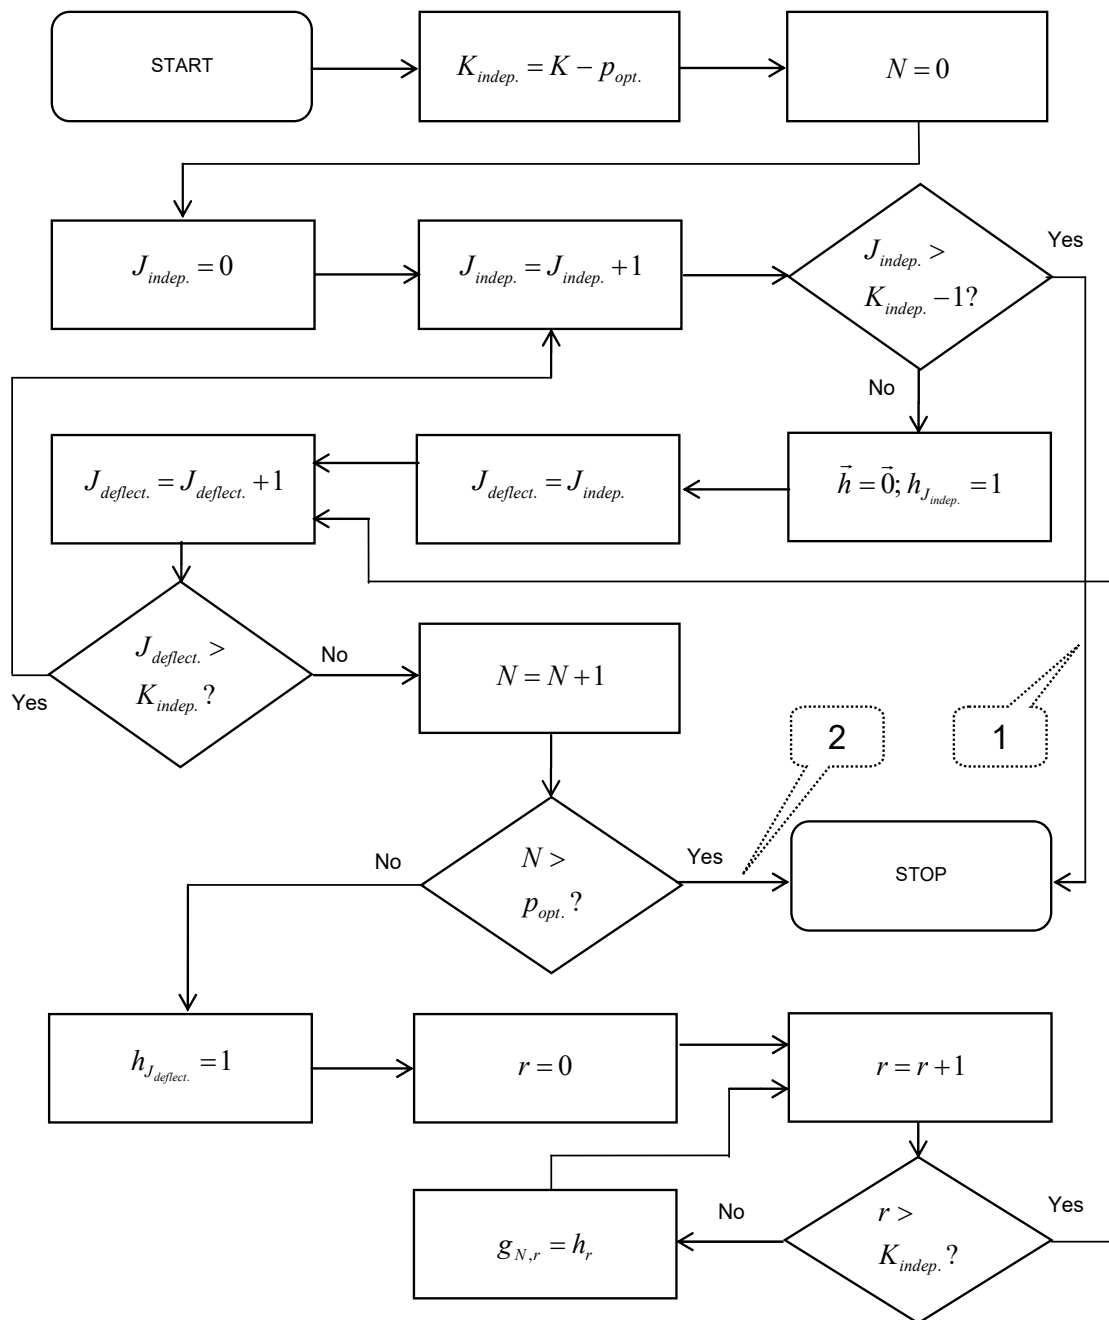 START
K_{indep.} = K − p_{opt.}
N = 0
J_{indep.} = 0
J_{indep.} = J_{indep.} + 1
J_{indep.} >
K_{indep.} − 1?
Yes
No
J_{deflect.} = J_{deflect.} + 1
J_{deflect.} = J_{indep.}
\vec{h} = \vec{0}; h_{J_{indep.}} = 1
J_{deflect.} >
K_{indep.}?
Yes
No
N = N + 1
2
1
No
N >
p_{opt.}?
Yes
STOP
h_{J_{deflect.}} = 1
r = 0
r = r + 1
g_{N,r} = h_r
No
r >
K_{indep.}?
Yes